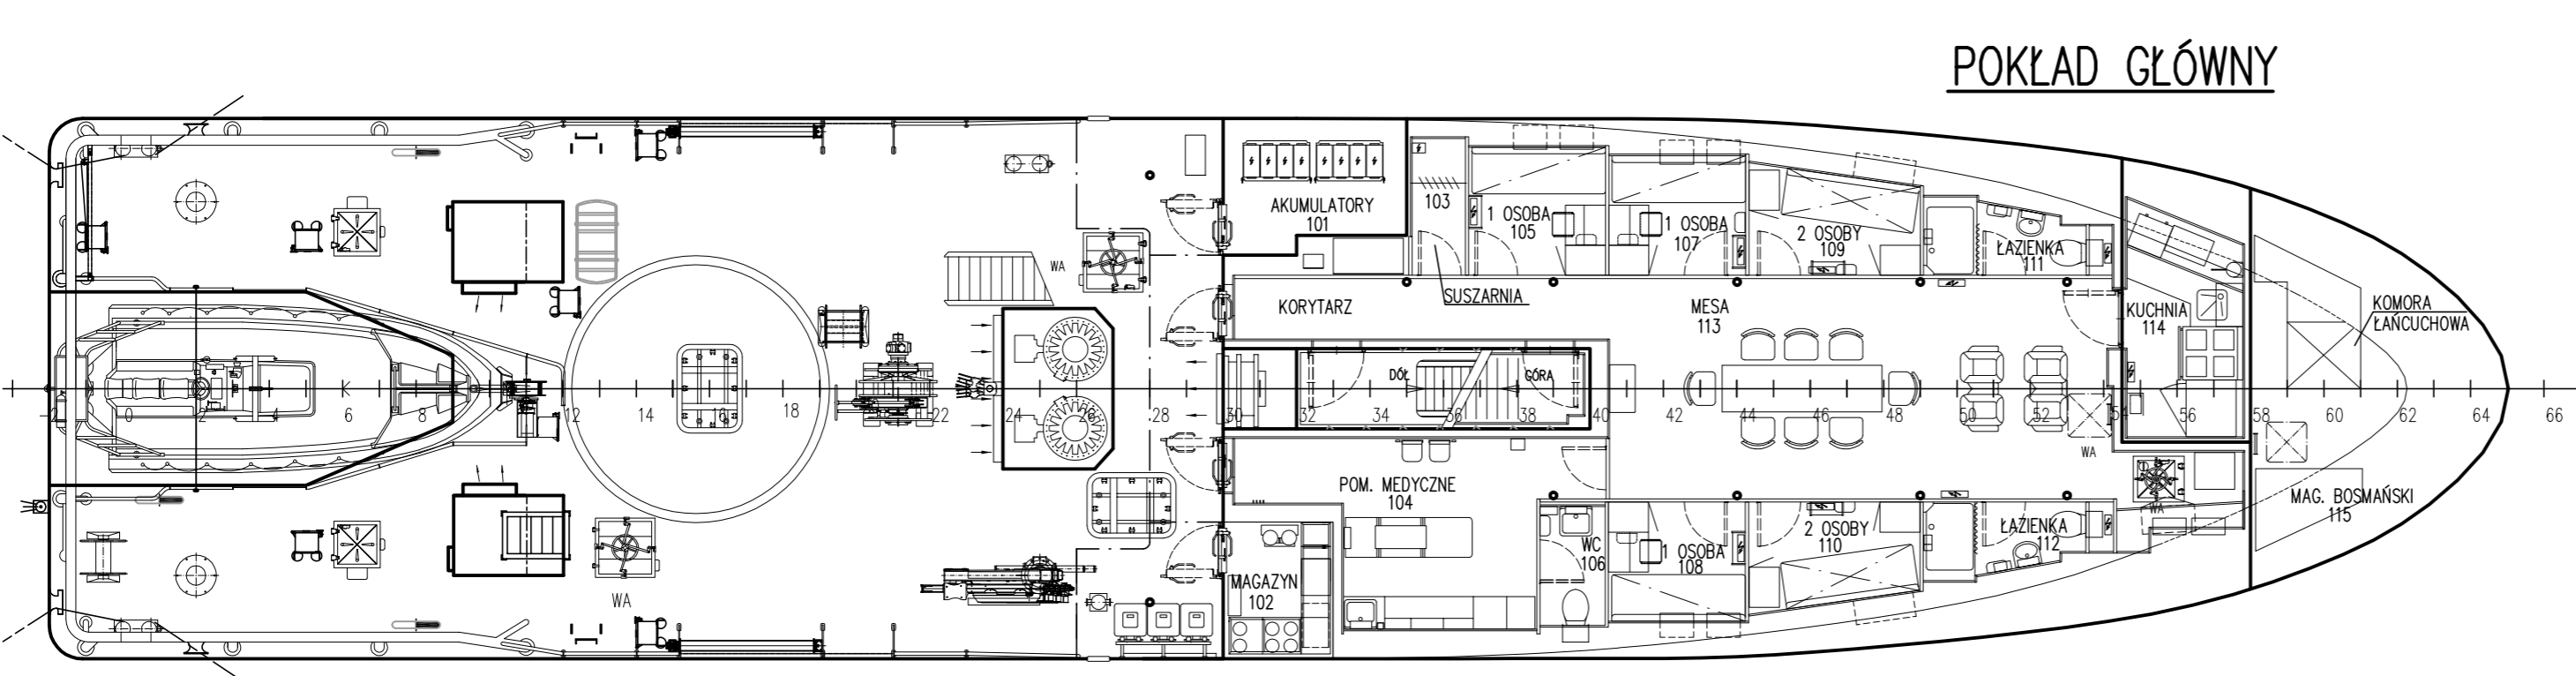 POKŁAD GŁÓWNY
AKUMULATORY
101
103
1 OSOBA
105
1 OSOBA
107
2 OSOBY
109
ŁAZIENKA
111
WA
KORYTARZ
SUSZARNIA
MESA
113
KUCHNIA
114
KOMORA
ŁAŃCUCHOWA
DÓŁ
GÓRA
-2 0 2 4 6 8 12 14 16 18 22 24 26 28 30 32 34 36 38 40 42 44 46 48 50 52 54 56 58 60 62 64 66
K
WA
POM. MEDYCZNE
104
MAG. BOSMAŃSKI
115
WA
WC
106
1 OSOBA
108
2 OSOBY
110
ŁAZIENKA
112
MAGAZYN
102
WA